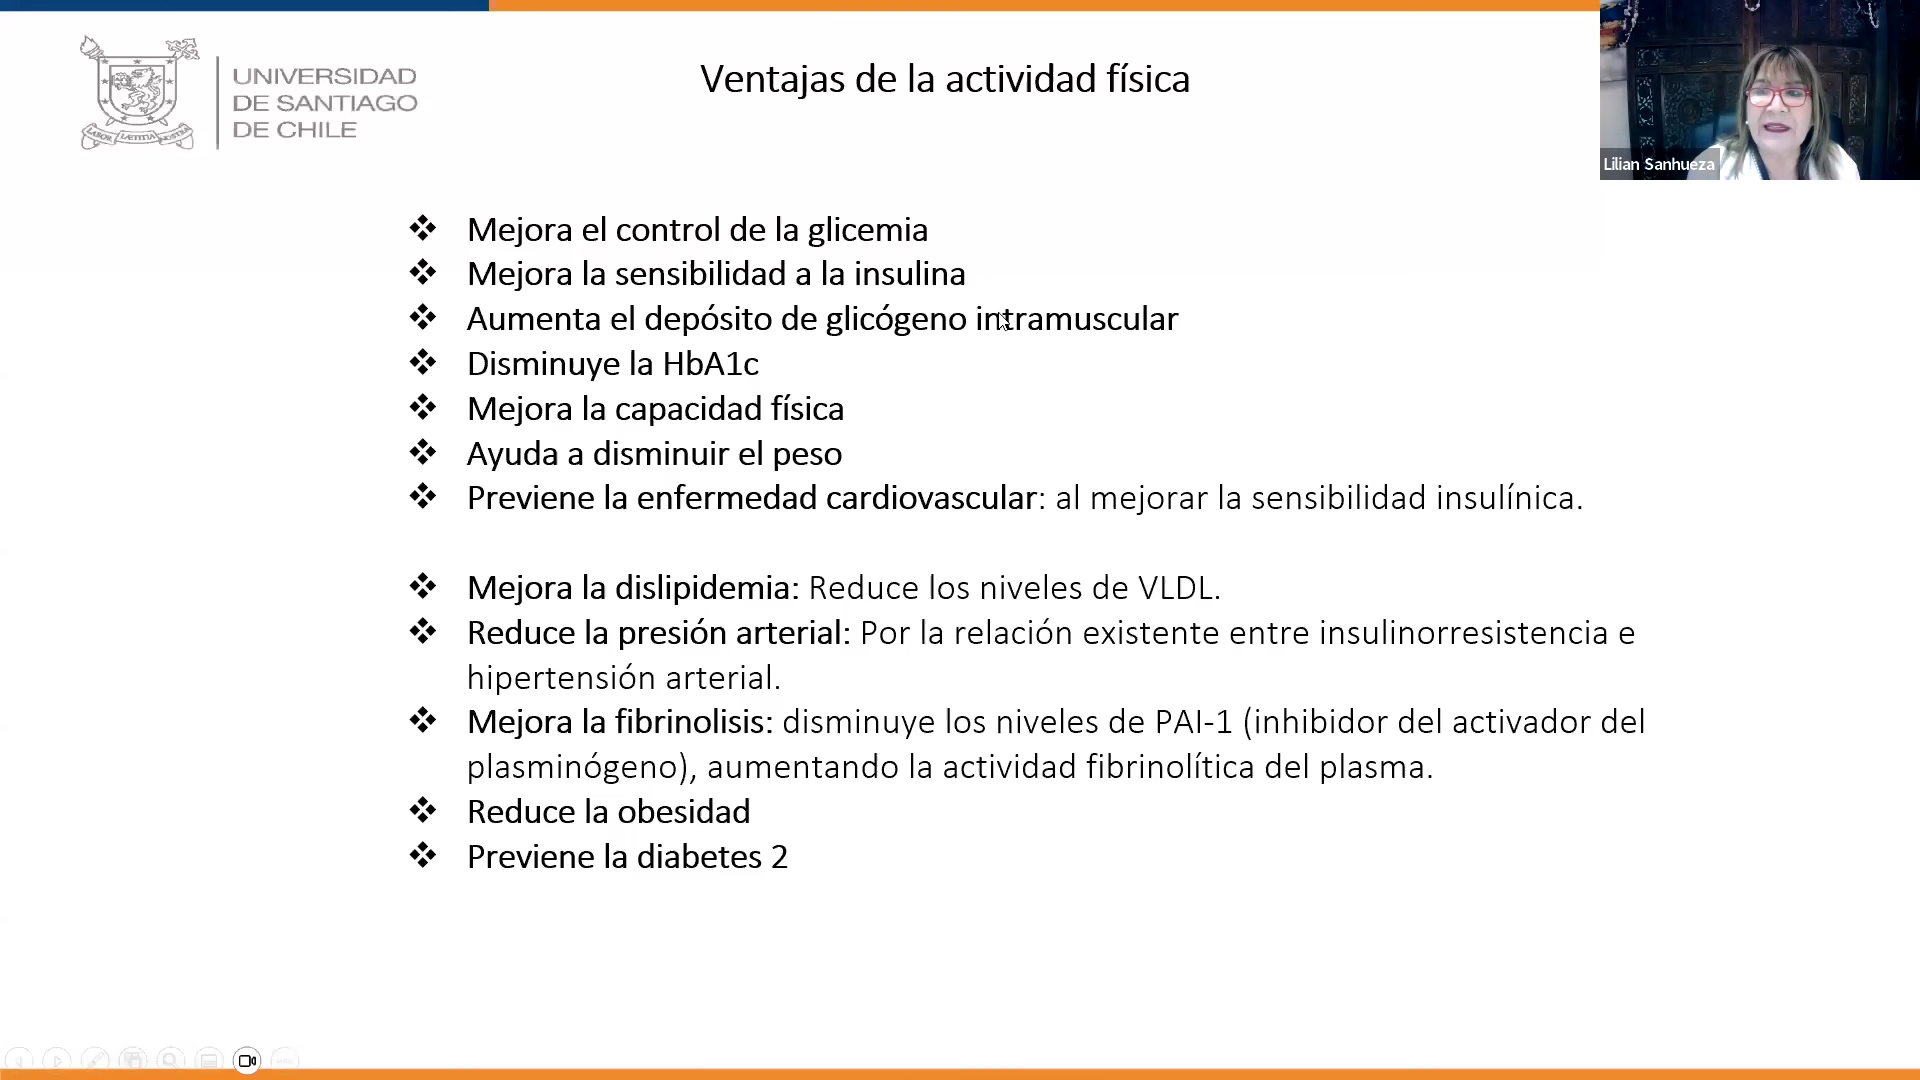 UNIVERSIDAD
DE SANTIAGO
DE CHILE
LABOR LÆTITIA NOSTRA
Ventajas de la actividad física
Lilian Sanhueza
❖ Mejora el control de la glicemia
❖ Mejora la sensibilidad a la insulina
❖ Aumenta el depósito de glicógeno intramuscular
❖ Disminuye la HbA1c
❖ Mejora la capacidad física
❖ Ayuda a disminuir el peso
❖ Previene la enfermedad cardiovascular: al mejorar la sensibilidad insulínica.
❖ Mejora la dislipidemia: Reduce los niveles de VLDL.
❖ Reduce la presión arterial: Por la relación existente entre insulinorresistencia e
hipertensión arterial.
❖ Mejora la fibrinolisis: disminuye los niveles de PAI-1 (inhibidor del activador del
plasminógeno), aumentando la actividad fibrinolítica del plasma.
❖ Reduce la obesidad
❖ Previene la diabetes 2